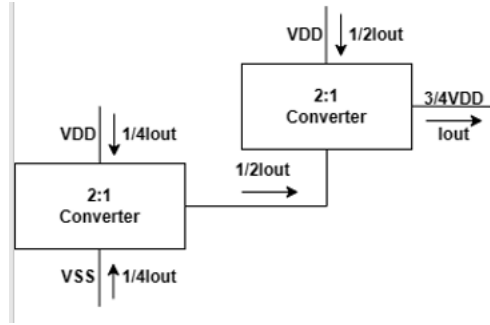 VDD 1/2Iout
2:1
Converter
3/4VDD
Iout
VDD 1/4Iout
1/2Iout
2:1
Converter
VSS 1/4Iout